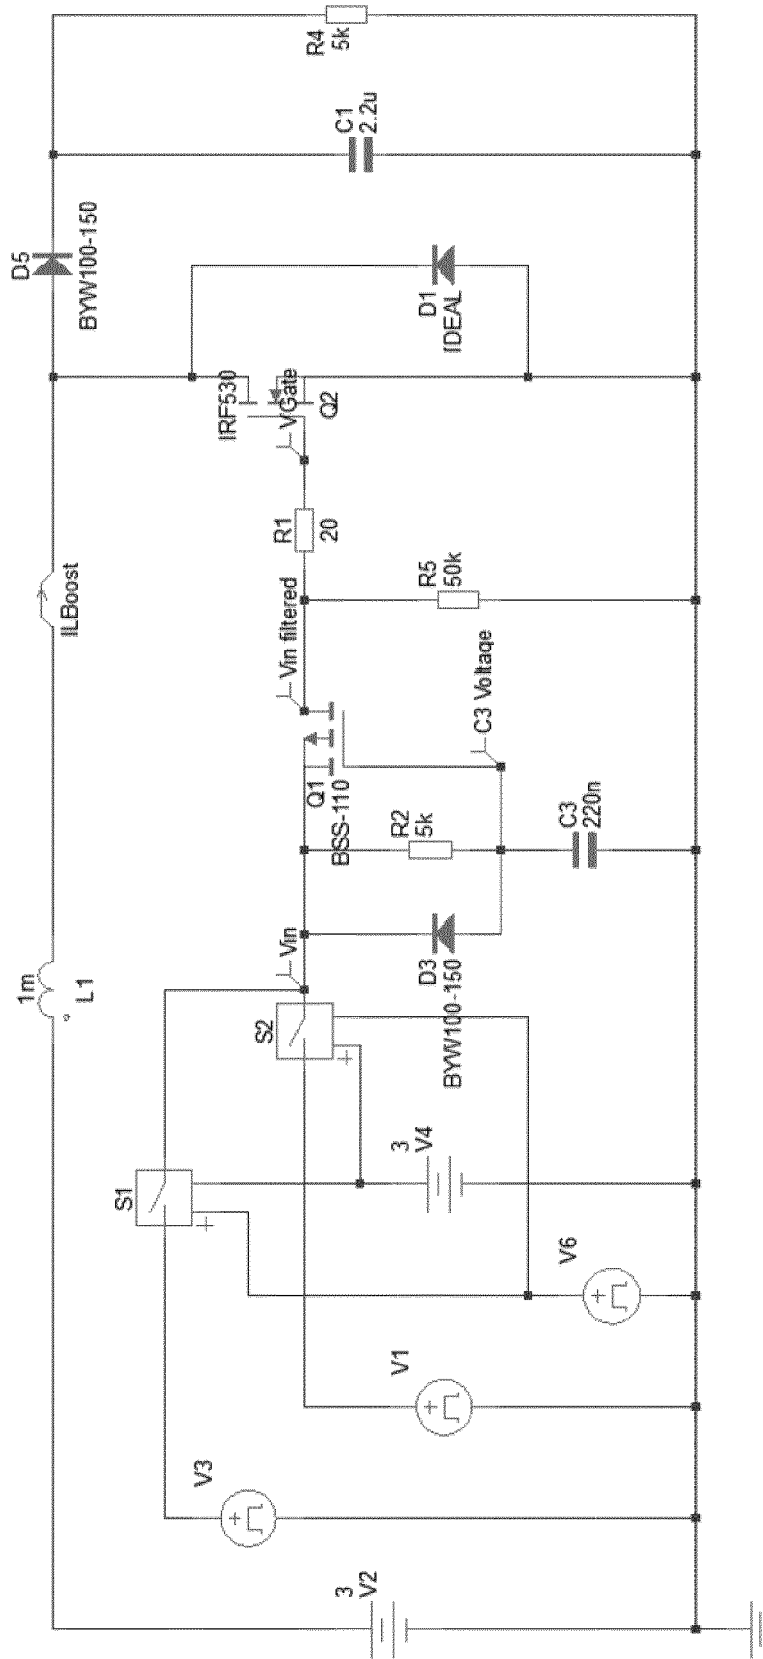 R4
5k
C1
2.2u
D5
BYW100-150
D1
IDEAL
IRF530
VGate
Q2
R1
20
ILBoost
Vin filtered
R5
50k
C3 Voltage
Q1
BSS-110
R2
5k
C3
220n
Vin
D3
BYW100-150
1m
L1
S2
S1
3
V4
V6
V1
V3
3
V2